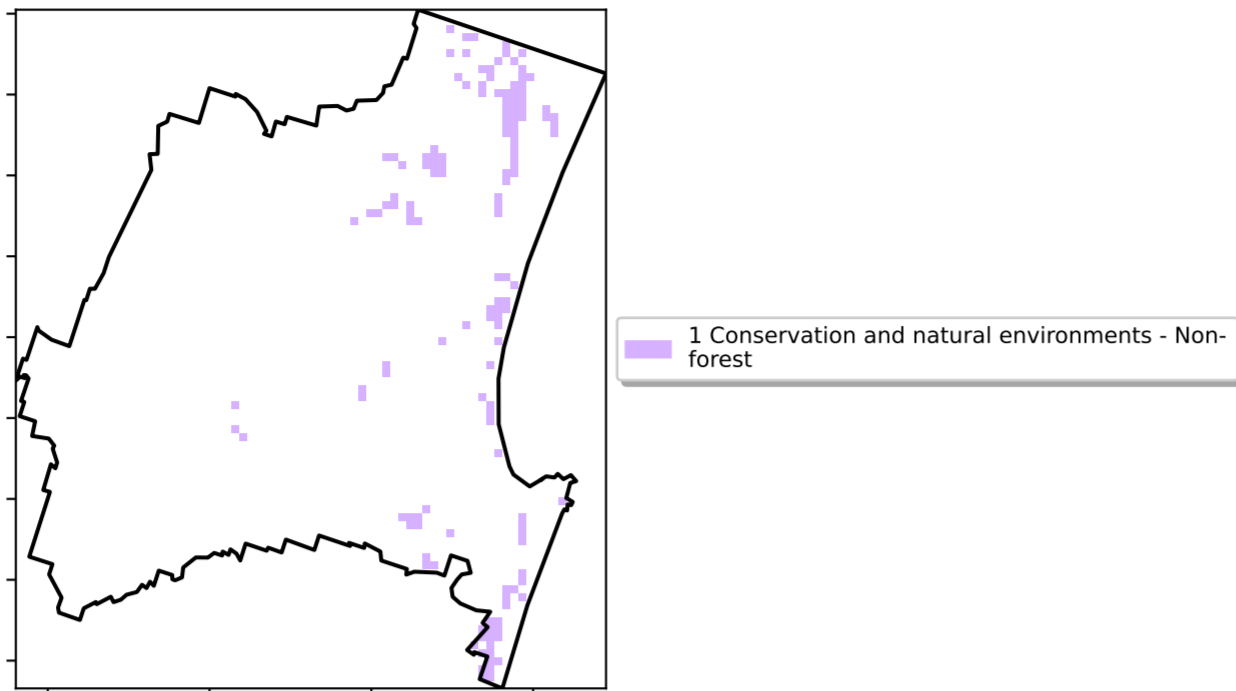 1 Conservation and natural environments - Non-
forest